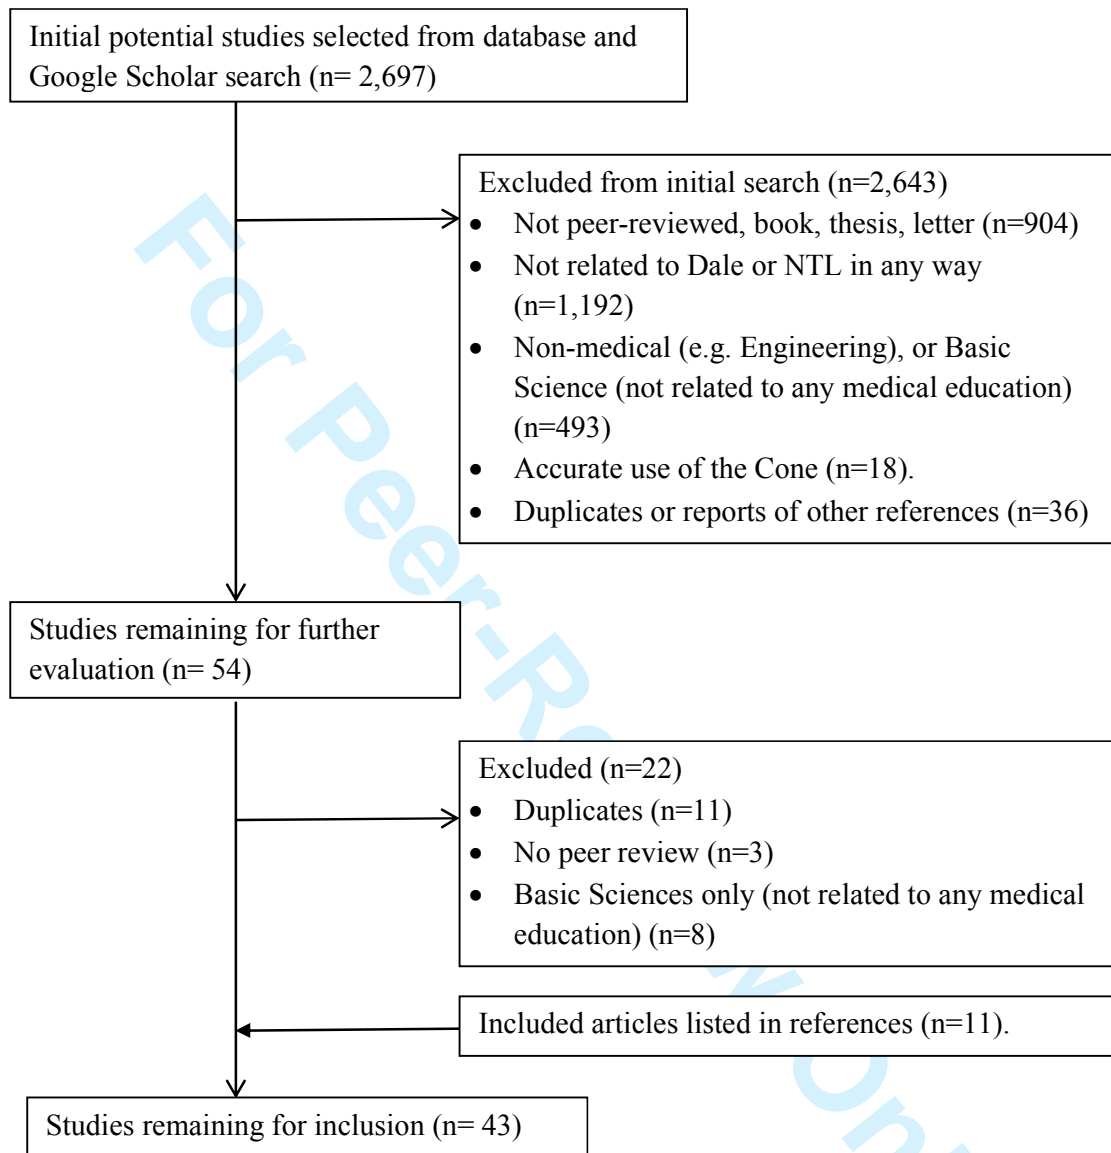 Initial potential studies selected from database and
Google Scholar search (n= 2,697)
Excluded from initial search (n=2,643)
• Not peer-reviewed, book, thesis, letter (n=904)
• Not related to Dale or NTL in any way
(n=1,192)
• Non-medical (e.g. Engineering), or Basic
Science (not related to any medical education)
(n=493)
• Accurate use of the Cone (n=18).
• Duplicates or reports of other references (n=36)
Studies remaining for further
evaluation (n= 54)
Excluded (n=22)
• Duplicates (n=11)
• No peer review (n=3)
• Basic Sciences only (not related to any medical
education) (n=8)
Included articles listed in references (n=11).
Studies remaining for inclusion (n= 43)
For Peer-Re w On